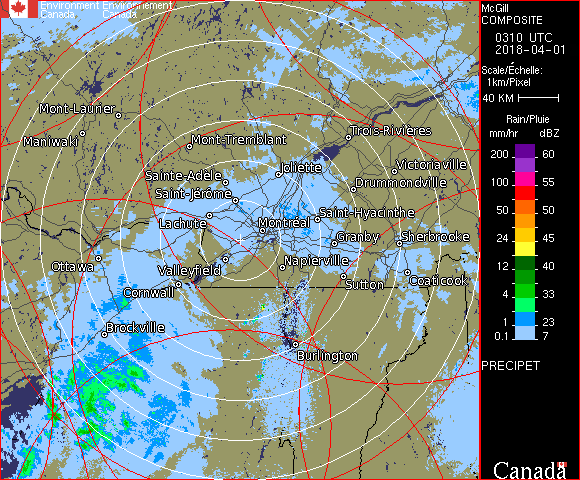 Environment Environnement
Canada Canada
Mont-Laurier
Maniwaki
Mont-Tremblant
Trois-Rivières
Sainte-Adèle
Joliette
Victoriaville
Saint-Jérôme
Drummondville
Lachute
Montréal
Saint-Hyacinthe
Ottawa
Granby
Sherbrooke
Valleyfield
Napierville
Cornwall
Sutton
Coaticook
Brockville
Burlington
McGill
COMPOSITE
0310 UTC
2018-04-01
Scale/Échelle:
1km/Pixel
40 KM
Rain/Pluie
mm/hr dBZ
200 60
100 55
50 50
24 45
12 40
4 33
1 23
0.1 7
PRECIPET
Canada